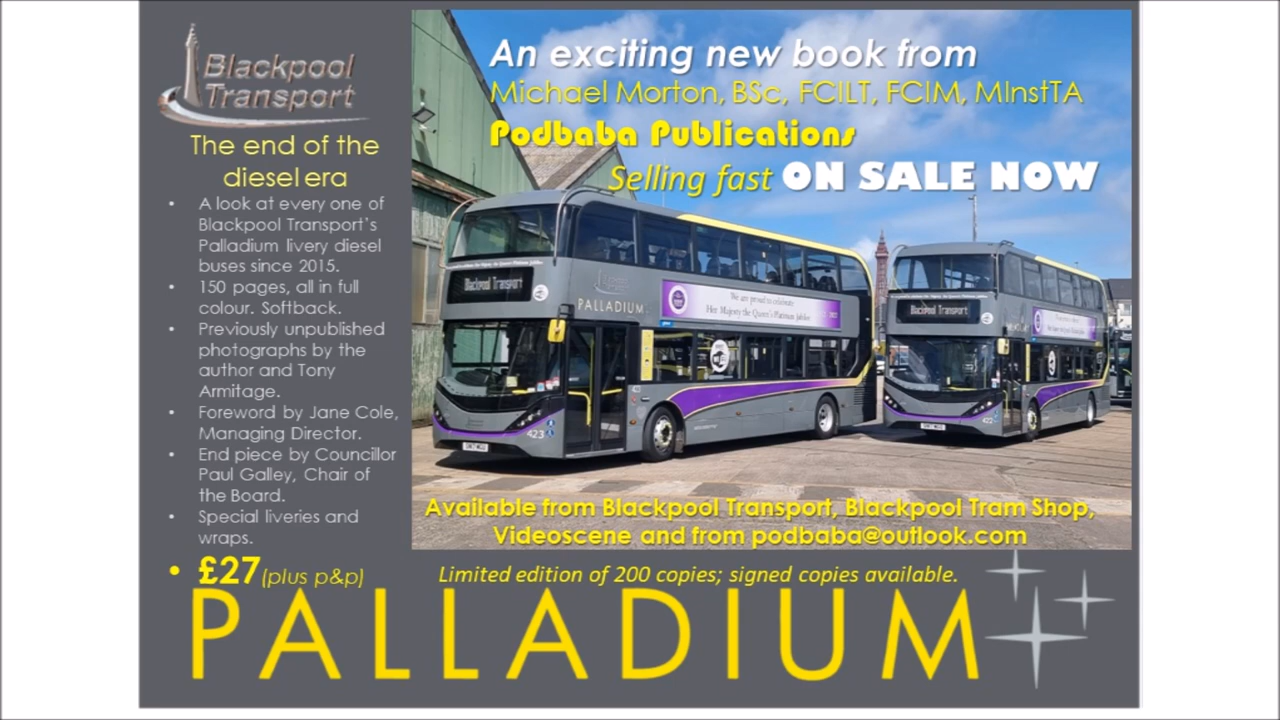 Blackpool
Transport
The end of the
diesel era
• A look at every one of
Blackpool Transport's
Palladium livery diesel
buses since 2015.
• 150 pages, all in full
colour. Softback.
• Previously unpublished
photographs by the
author and Tony
Armitage.
• Foreword by Jane Cole,
Managing Director.
• End piece by Councillor
Paul Galley, Chair of
the Board.
• Special liveries and
wraps.
• £27 (plus p&p)
An exciting new book from
Michael Morton, BSc, FCILT, FCIM, MInstTA
Podbaba Publications
Selling fast ON SALE NOW
Blackpool Transport
PALLADIUM
We are proud to celebrate
Her Majesty the Queen's Platinum Jubilee
423
Blackpool Transport
422
Available from Blackpool Transport, Blackpool Tram Shop,
Videoscene and from podbaba@outlook.com
Limited edition of 200 copies; signed copies available.
PALLADIUM